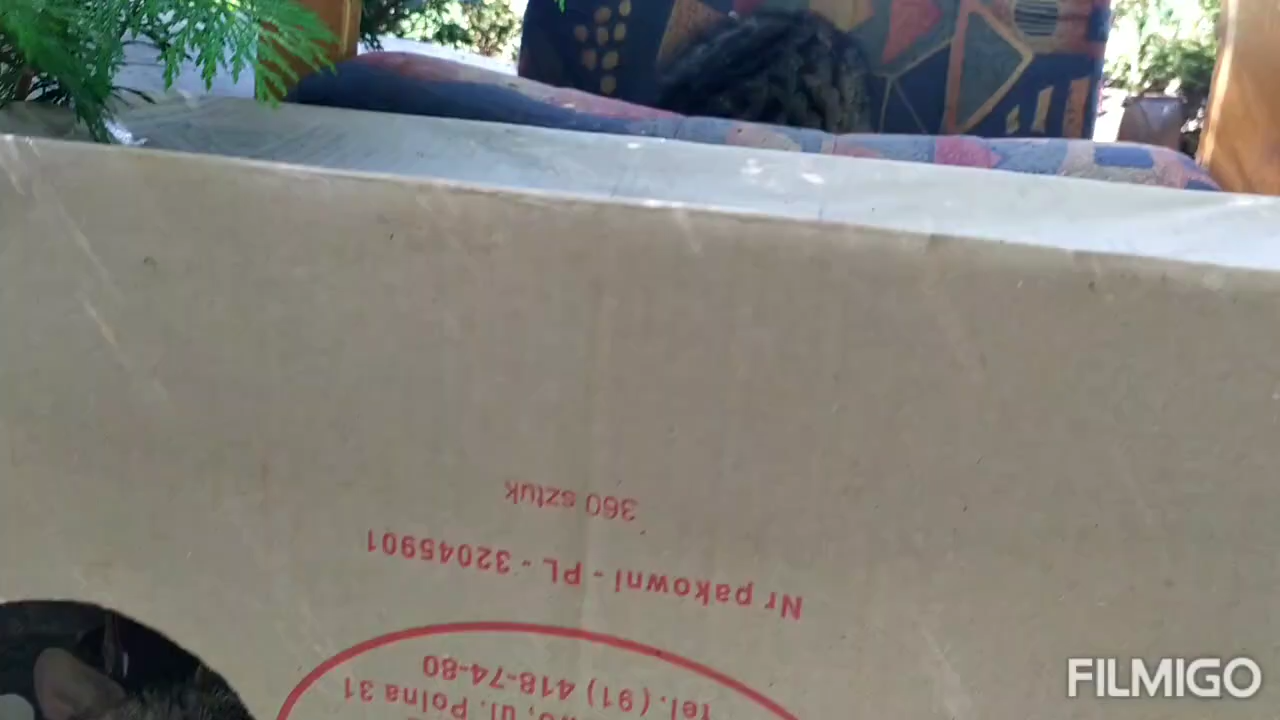 ul. Polna 31
tel. (91) 418-74-80
Nr pakowni - PL - 32045901
360 sztuk
FILMIGO